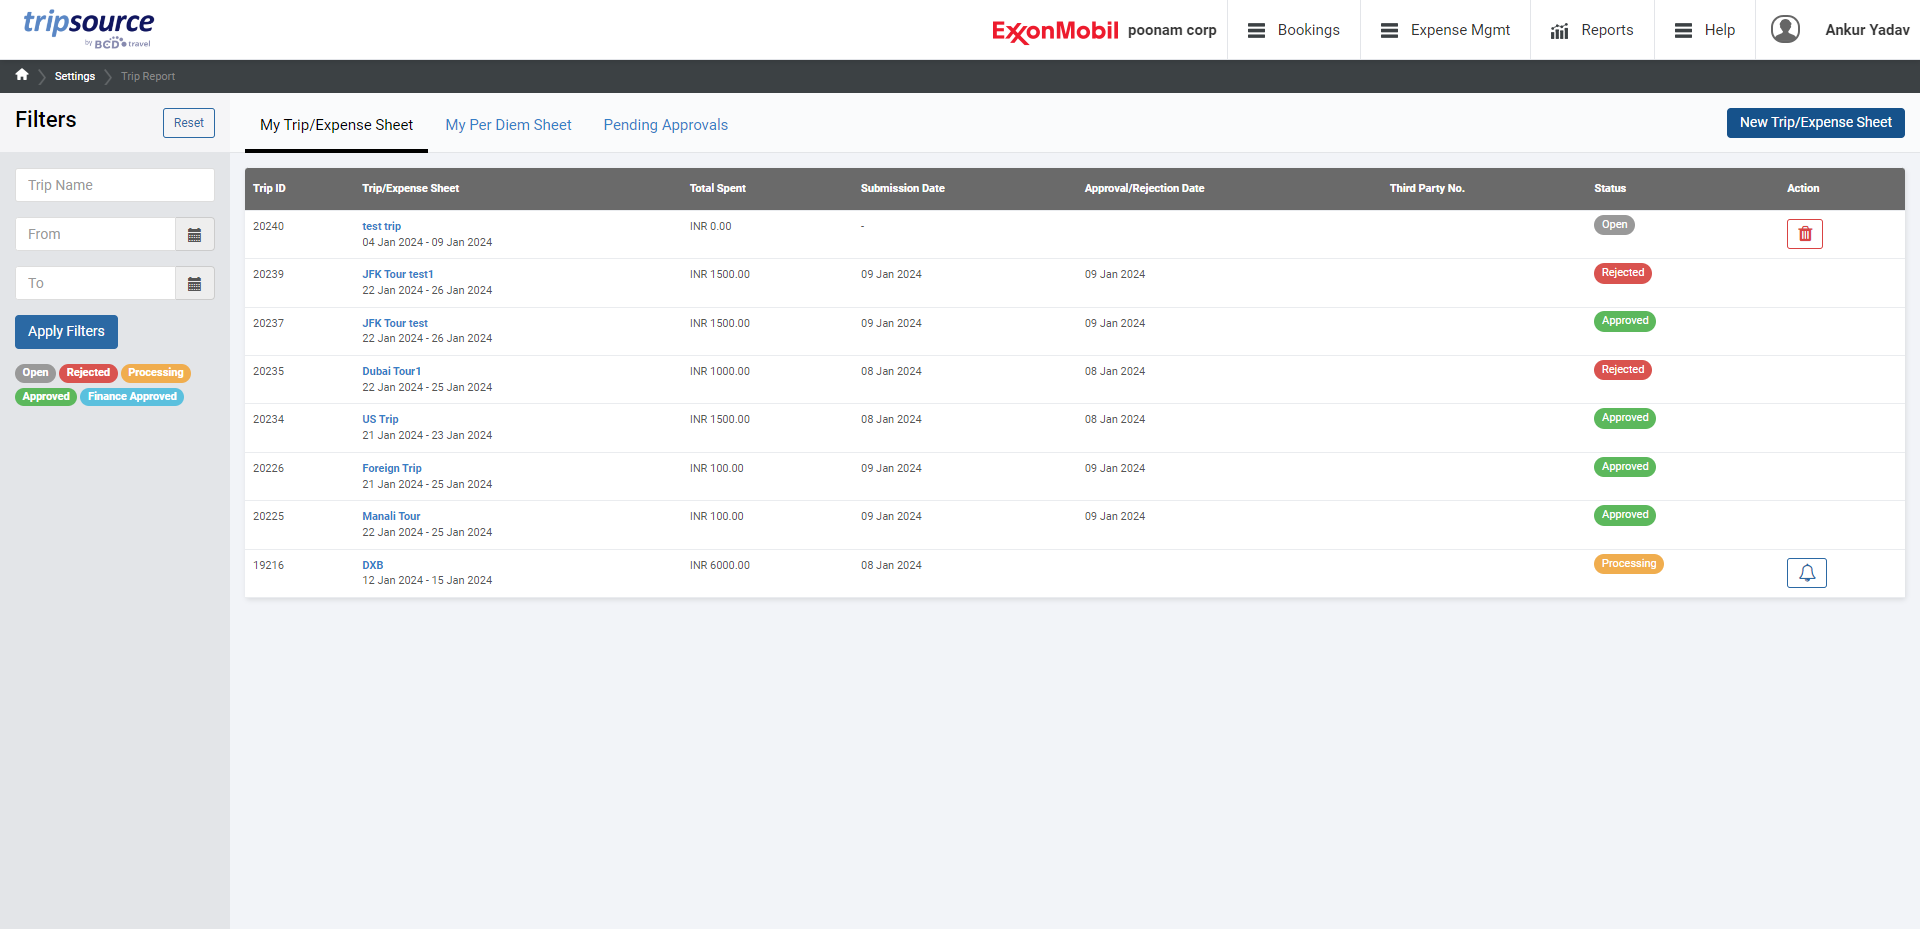 tripsource
by BCD travel
ExxonMobil poonam corp
Bookings
Expense Mgmt
Reports
Help
Ankur Yadav
Settings
Trip Report
Filters
Reset
Trip Name
From
To
Apply Filters
Open Rejected Processing
Approved Finance Approved
My Trip/Expense Sheet My Per Diem Sheet Pending Approvals
New Trip/Expense Sheet
Trip ID Trip/Expense Sheet Total Spent Submission Date Approval/Rejection Date Third Party No. Status Action
20240 test trip INR 0.00 - Open
04 Jan 2024 - 09 Jan 2024
20239 JFK Tour test1 INR 1500.00 09 Jan 2024 09 Jan 2024 Rejected
22 Jan 2024 - 26 Jan 2024
20237 JFK Tour test INR 1500.00 09 Jan 2024 09 Jan 2024 Approved
22 Jan 2024 - 26 Jan 2024
20235 Dubai Tour1 INR 1000.00 08 Jan 2024 08 Jan 2024 Rejected
22 Jan 2024 - 25 Jan 2024
20234 US Trip INR 1500.00 08 Jan 2024 08 Jan 2024 Approved
21 Jan 2024 - 23 Jan 2024
20226 Foreign Trip INR 100.00 09 Jan 2024 09 Jan 2024 Approved
21 Jan 2024 - 25 Jan 2024
20225 Manali Tour INR 100.00 09 Jan 2024 09 Jan 2024 Approved
22 Jan 2024 - 25 Jan 2024
19216 DXB INR 6000.00 08 Jan 2024 Processing
12 Jan 2024 - 15 Jan 2024